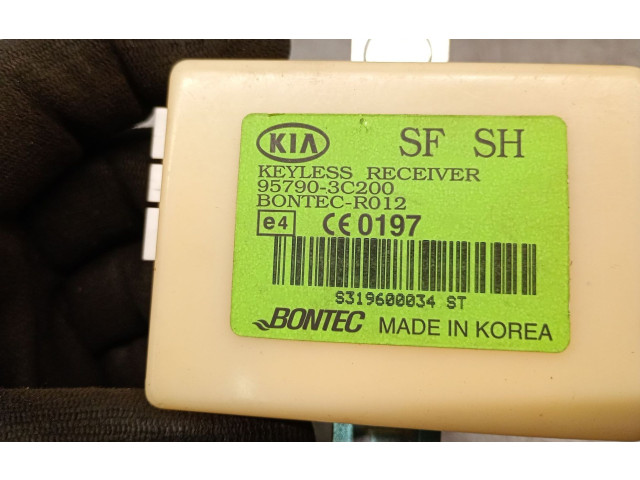 KIA SF SH
KEYLESS RECEIVER
95790-3C200
BONTEC-R012
e4 CE 0197
S319600034 ST
BONTEC MADE IN KOREA